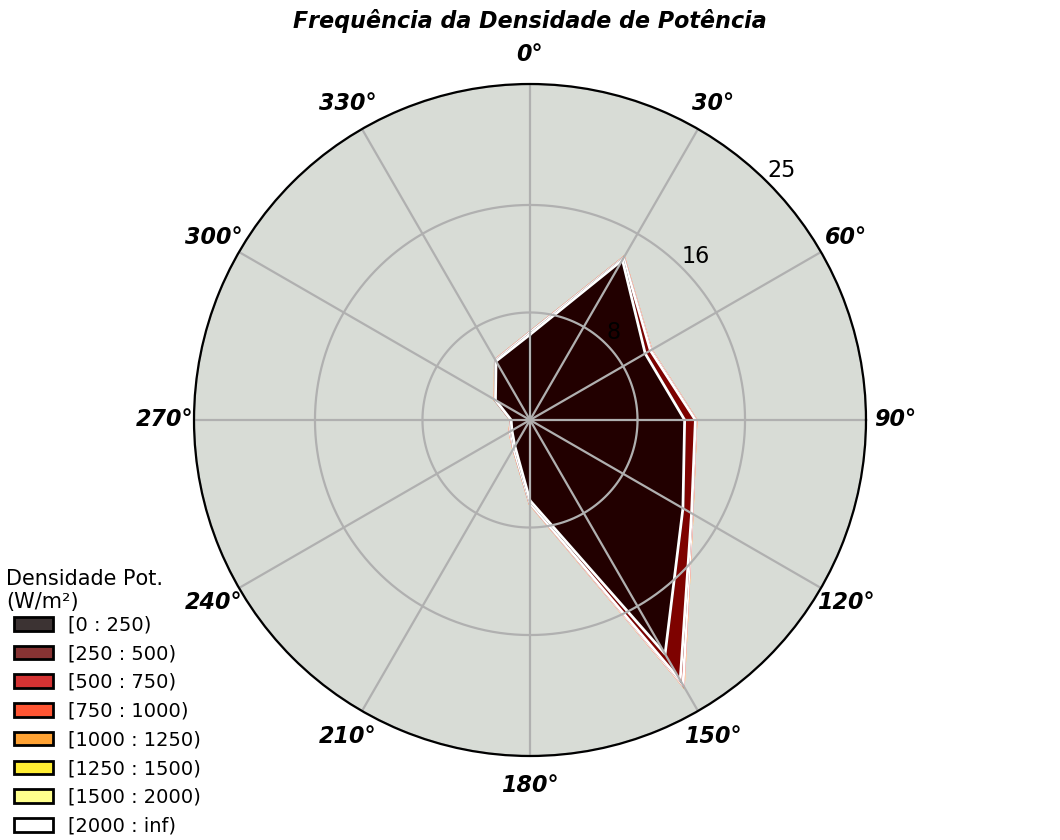 Frequência da Densidade de Potência
0°
330°
30°
25
300°
60°
16
8
270°
90°
240°
120°
210°
150°
180°
Densidade Pot.
(W/m²)
[0 : 250)
[250 : 500)
[500 : 750)
[750 : 1000)
[1000 : 1250)
[1250 : 1500)
[1500 : 2000)
[2000 : inf)